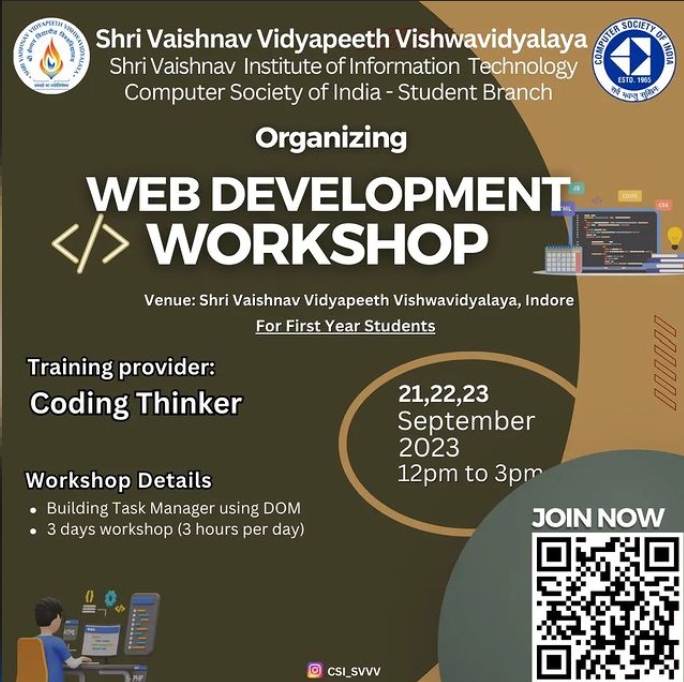 Shri Vaishnav Vidyapeeth Vishwavidyalaya
Shri Vaishnav Institute of Information Technology
Computer Society of India - Student Branch
COMPUTER SOCIETY OF INDIA
ESTD. 1965
Organizing
WEB DEVELOPMENT
</> WORKSHOP
JS
HTML
CSS
Venue: Shri Vaishnav Vidyapeeth Vishwavidyalaya, Indore
For First Year Students
Training provider:
Coding Thinker
21,22,23
September
2023
12pm to 3pm
Workshop Details
• Building Task Manager using DOM
• 3 days workshop (3 hours per day)
JOIN NOW
CSI_SVVV